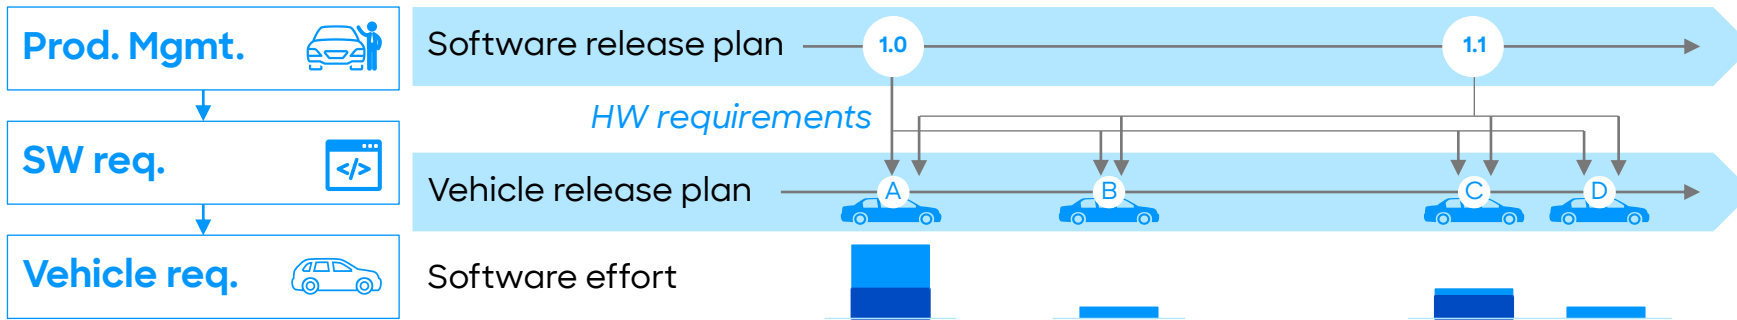 Prod. Mgmt.
SW req.
</>
Vehicle req.
Software release plan
1.0
1.1
HW requirements
Vehicle release plan
A
B
C
D
Software effort